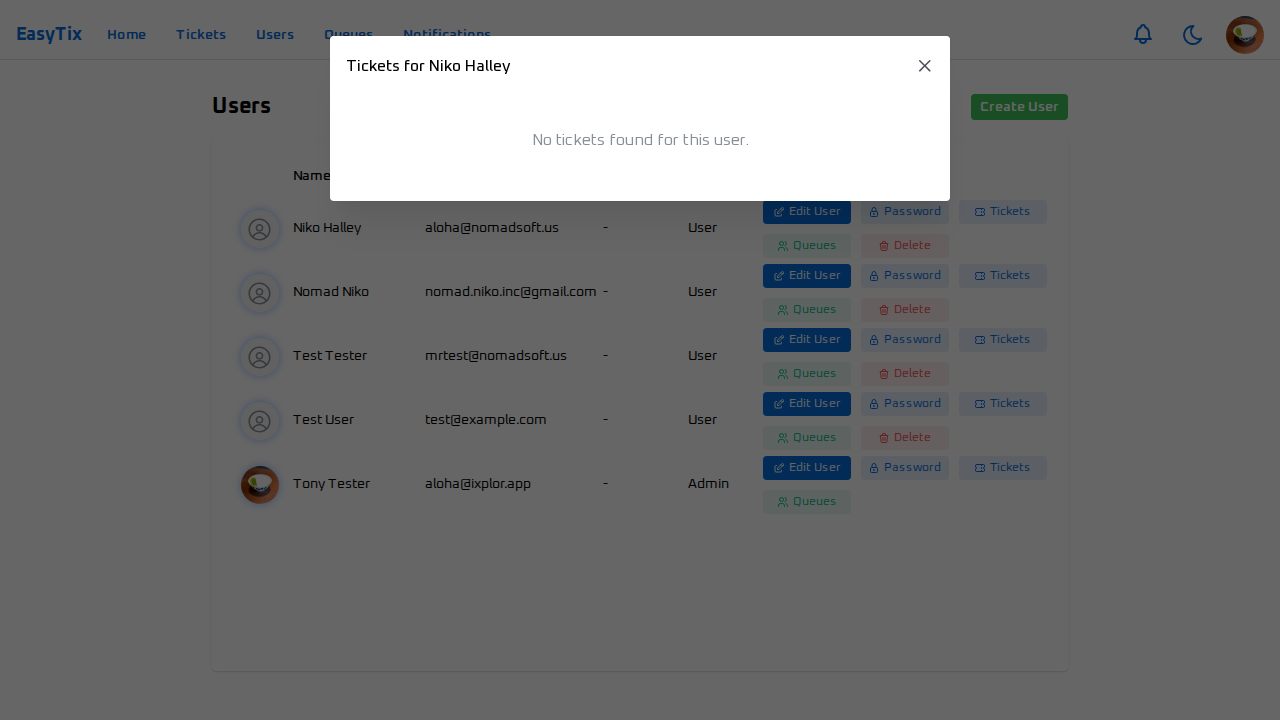 EasyTix Home Tickets Users Queues Notifications
Tickets for Niko Halley
Users
Create User
No tickets found for this user.
Name
Niko Halley aloha@nomadsoft.us - User Edit User Password Tickets
Queues Delete
Nomad Niko nomad.niko.inc@gmail.com - User Edit User Password Tickets
Queues Delete
Test Tester mrtest@nomadsoft.us - User Edit User Password Tickets
Queues Delete
Test User test@example.com - User Edit User Password Tickets
Queues Delete
Tony Tester aloha@ixplor.app - Admin Edit User Password Tickets
Queues